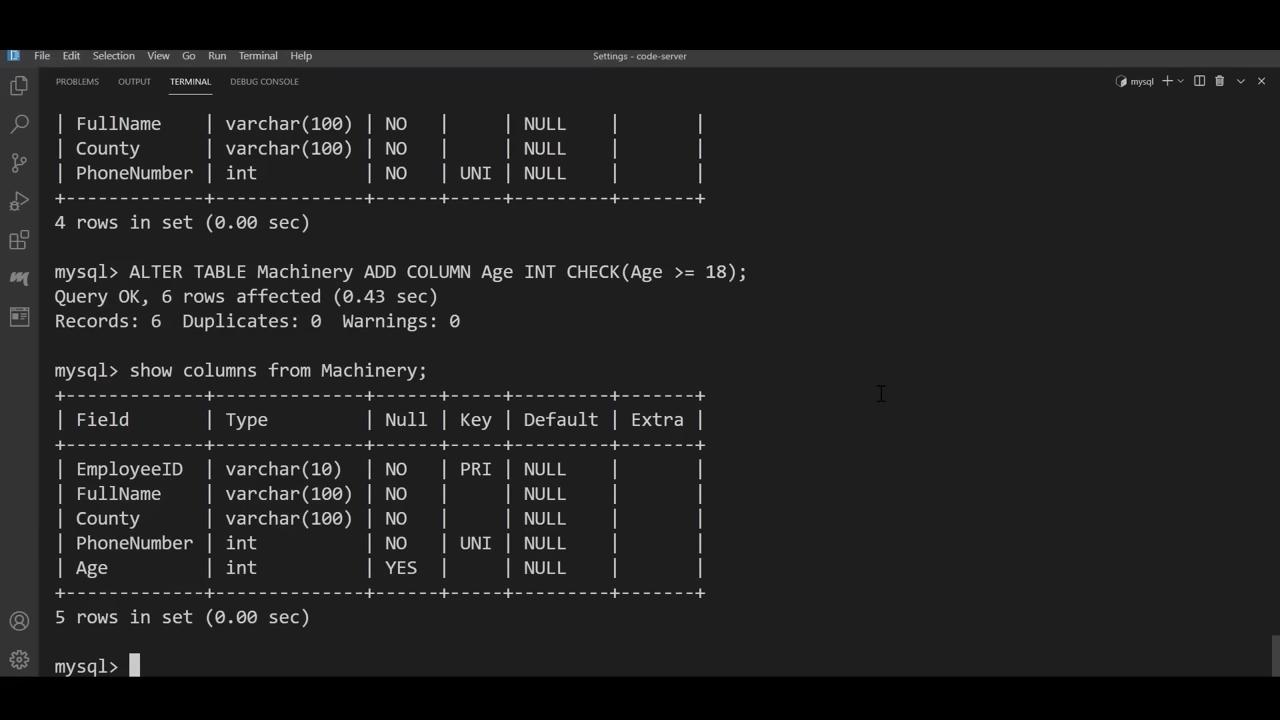 File Edit Selection View Go Run Terminal Help Settings - code-server
PROBLEMS OUTPUT TERMINAL DEBUG CONSOLE mysql
| FullName | varchar(100) | NO | | NULL | |
| County | varchar(100) | NO | | NULL | |
| PhoneNumber | int | NO | UNI | NULL | |
+-------------+--------------+------+-----+---------+-------+
4 rows in set (0.00 sec)
mysql> ALTER TABLE Machinery ADD COLUMN Age INT CHECK(Age >= 18);
Query OK, 6 rows affected (0.43 sec)
Records: 6 Duplicates: 0 Warnings: 0
mysql> show columns from Machinery;
+-------------+--------------+------+-----+---------+-------+
| Field | Type | Null | Key | Default | Extra |
+-------------+--------------+------+-----+---------+-------+
| EmployeeID | varchar(10) | NO | PRI | NULL | |
| FullName | varchar(100) | NO | | NULL | |
| County | varchar(100) | NO | | NULL | |
| PhoneNumber | int | NO | UNI | NULL | |
| Age | int | YES | | NULL | |
+-------------+--------------+------+-----+---------+-------+
5 rows in set (0.00 sec)
mysql>